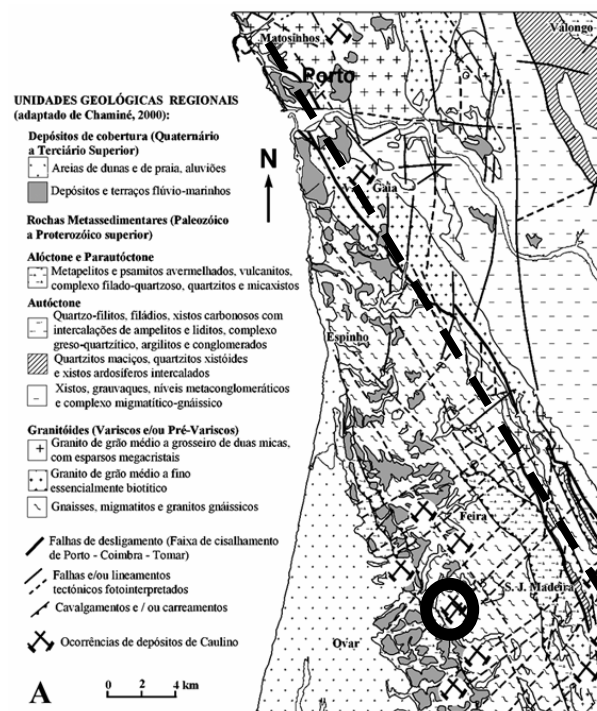 Matosinhos
Valongo
Porto
UNIDADES GEOLÓGICAS REGIONAIS
(adaptado de Chaminé, 2000):
Depósitos de cobertura (Quaternário
a Terciário Superior)
Areias de dunas e de praia, aluviões
Depósitos e terraços flúvio-marinhos
N
Gaia
Rochas Metassedimentares (Paleozóico
a Proterozóico superior)
Alóctone e Parautóctone
Metapelitos e psamitos avermelhados, vulcanitos,
complexo filado-quartzoso, quartzitos e micaxistos
Autóctone
Quartzo-filitos, filádios, xistos carbonosos com
intercalações de ampelitos e liditos, complexo
greso-quartzítico, argilitos e conglomerados
Quartzitos maciços, quartzitos xistóides
e xistos ardosíferos intercalados
Xistos, grauvaques, níveis metaconglomeráticos
e complexo migmatítico-gnáissico
Espinho
Granitóides (Variscos e/ou Pré-Variscos)
Granito de grão médio a grosseiro de duas micas,
com esparsos megacristais
Granito de grão médio a fino
essencialmente biotítico
Gnaisses, migmatitos e granitos gnáissicos
Feira
Falhas de desligamento (Faixa de cisalhamento
de Porto - Coimbra - Tomar)
Falhas e/ou lineamentos
tectónicos fotointerpretados
Cavalgamentos e / ou carreamentos
S. J. Madeira
Ocorrências de depósitos de Caulino
Ovar
A
0 2 4 km